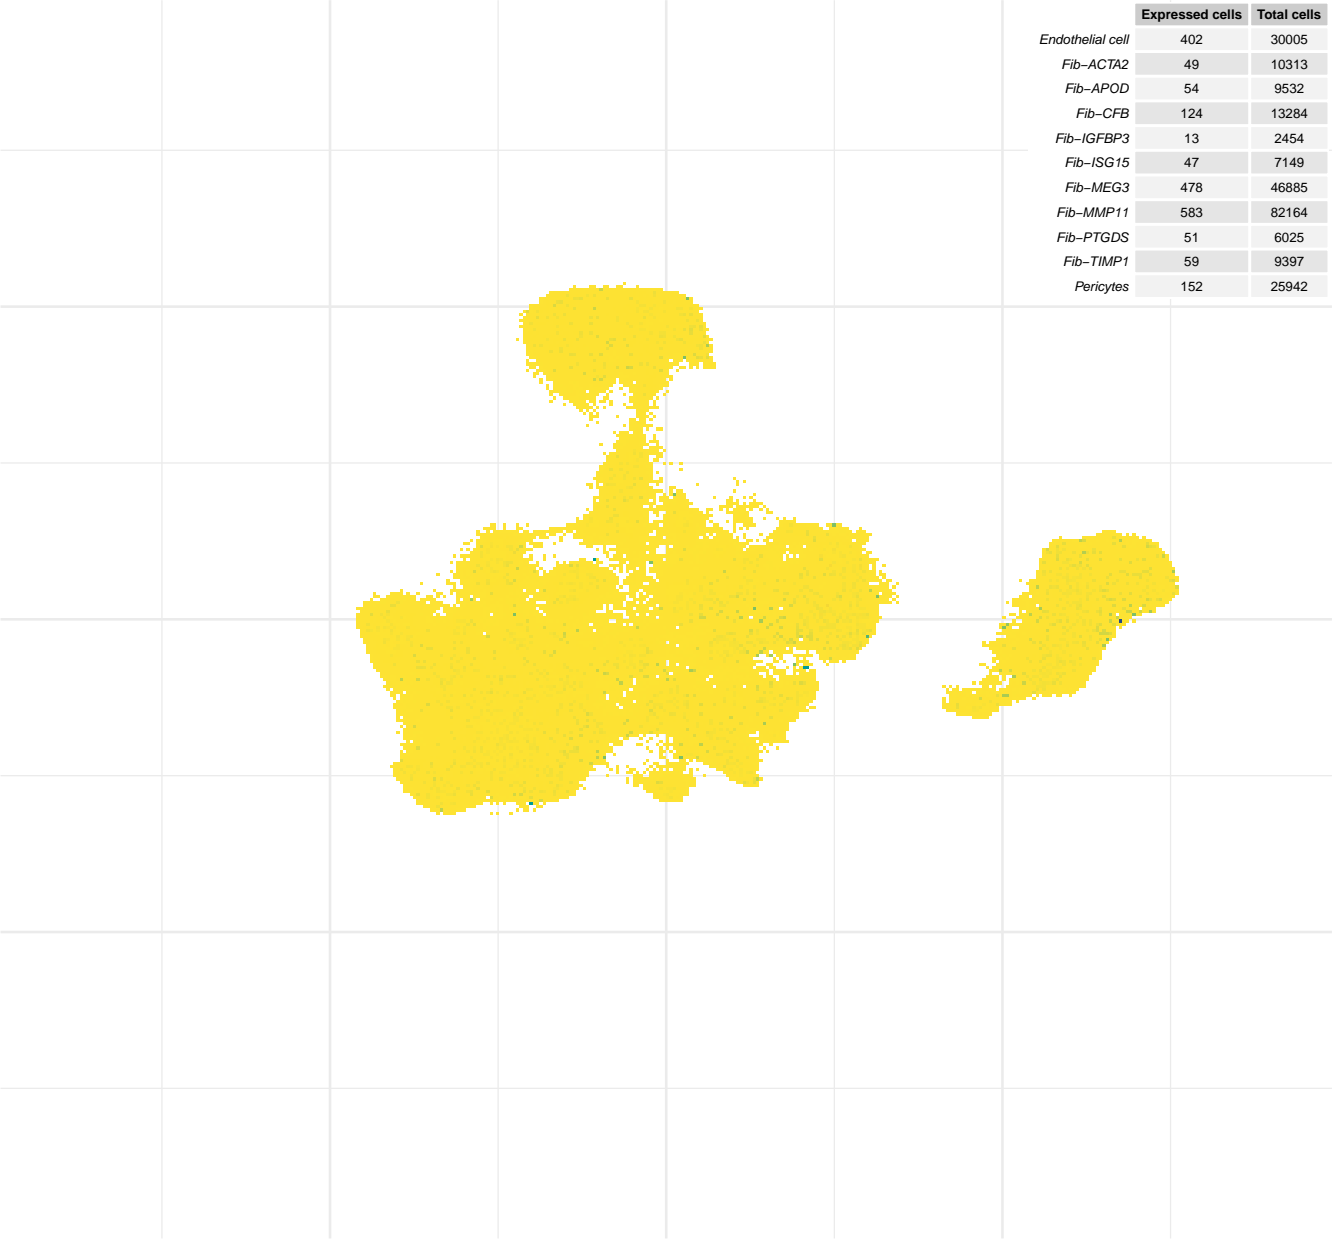 Expressed cells Total cells
Endothelial cell 402 30005
Fib−ACTA2 49 10313
Fib−APOD 54 9532
Fib−CFB 124 13284
Fib−IGFBP3 13 2454
Fib−ISG15 47 7149
Fib−MEG3 478 46885
Fib−MMP11 583 82164
Fib−PTGDS 51 6025
Fib−TIMP1 59 9397
Pericytes 152 25942